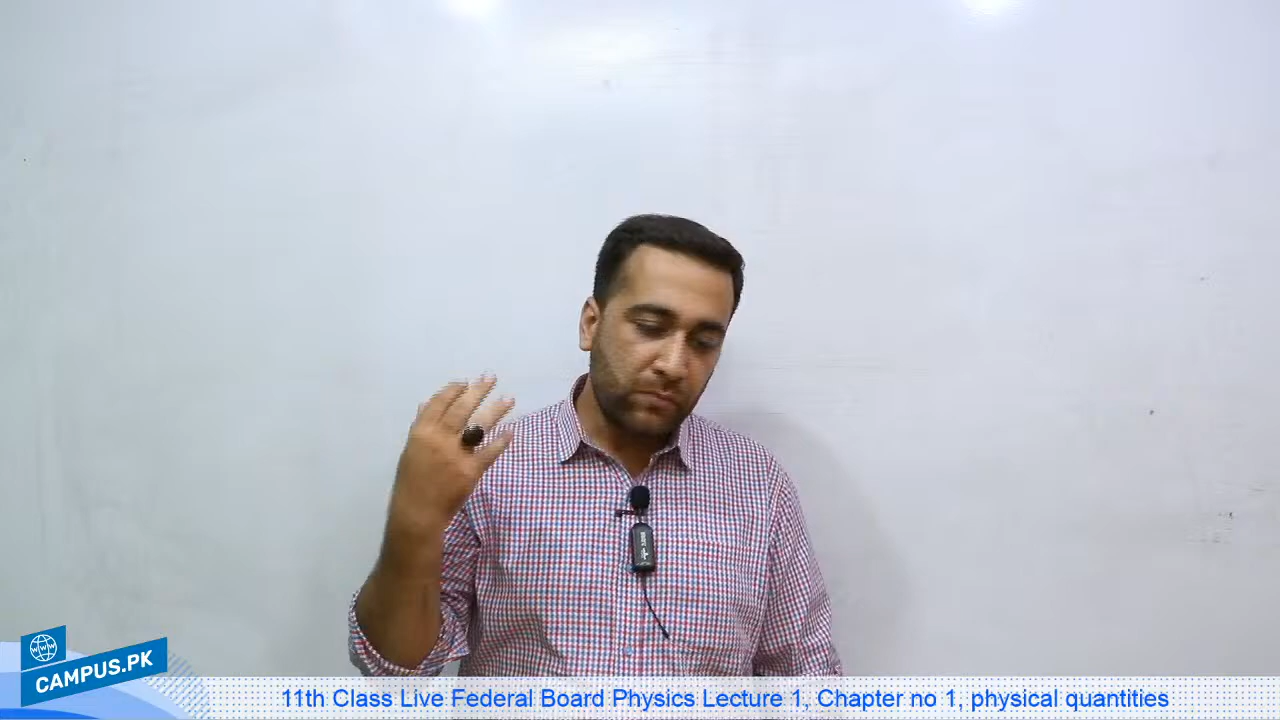 WWW
CAMPUS.PK
11th Class Live Federal Board Physics Lecture 1, Chapter no 1, physical quantities